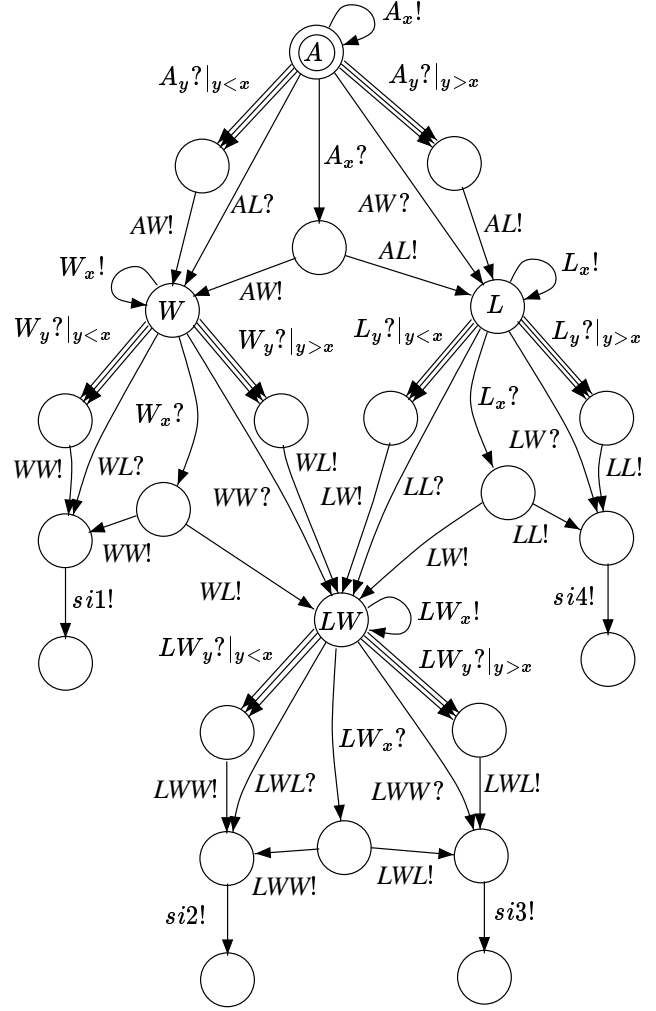 A_x!
A
A_y?|_{y<x}
A_y?|_{y>x}
A_x?
AL?
AW?
AW!
AL!
AL!
AW!
W_x!
L_x!
W
L
W_y?|_{y<x}
W_y?|_{y>x}
L_y?|_{y<x}
L_y?|_{y>x}
W_x?
L_x?
LW?
WW!
WL?
WL!
LL?
LL!
WW?
LW!
WW!
LL!
LW!
WL!
si1!
si4!
LW_x!
LW
LW_y?|_{y<x}
LW_y?|_{y>x}
LW_x?
LWW!
LWL?
LWW?
LWL!
LWW!
LWL!
si2!
si3!